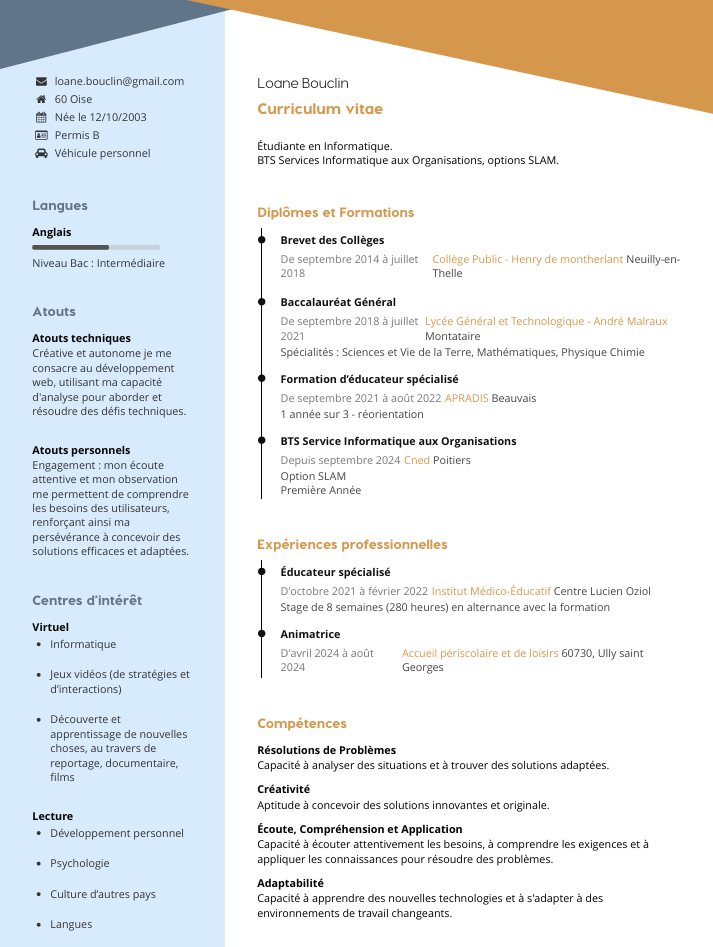 loane.bouclin@gmail.com
60 Oise
Née le 12/10/2003
Permis B
Véhicule personnel
Langues
Anglais
Niveau Bac : Intermédiaire
Atouts
Atouts techniques
Créative et autonome je me
consacre au développement
web, utilisant ma capacité
d'analyse pour aborder et
résoudre des défis techniques.
Atouts personnels
Engagement : mon écoute
attentive et mon observation
me permettent de comprendre
les besoins des utilisateurs,
renforçant ainsi ma
persévérance à concevoir des
solutions efficaces et adaptées.
Centres d'intérêt
Virtuel
• Informatique
• Jeux vidéos (de stratégies et
d'interactions)
• Découverte et
apprentissage de nouvelles
choses, au travers de
reportage, documentaire,
films
Lecture
• Développement personnel
• Psychologie
• Culture d'autres pays
• Langues
Loane Bouclin
Curriculum vitae
Étudiante en Informatique.
BTS Services Informatique aux Organisations, options SLAM.
Diplômes et Formations
Brevet des Collèges
De septembre 2014 à juillet 2018 Collège Public - Henry de montherlant Neuilly-en-Thelle
Baccalauréat Général
De septembre 2018 à juillet 2021 Lycée Général et Technologique - André Malraux Montataire
Spécialités : Sciences et Vie de la Terre, Mathématiques, Physique Chimie
Formation d'éducateur spécialisé
De septembre 2021 à août 2022 APRADIS Beauvais
1 année sur 3 - réorientation
BTS Service Informatique aux Organisations
Depuis septembre 2024 Cned Poitiers
Option SLAM
Première Année
Expériences professionnelles
Éducateur spécialisé
D'octobre 2021 à février 2022 Institut Médico-Éducatif Centre Lucien Oziol
Stage de 8 semaines (280 heures) en alternance avec la formation
Animatrice
D'avril 2024 à août 2024 Accueil périscolaire et de loisirs 60730, Ully saint Georges
Compétences
Résolutions de Problèmes
Capacité à analyser des situations et à trouver des solutions adaptées.
Créativité
Aptitude à concevoir des solutions innovantes et originale.
Écoute, Compréhension et Application
Capacité à écouter attentivement les besoins, à comprendre les exigences et à
appliquer les connaissances pour résoudre des problèmes.
Adaptabilité
Capacité à apprendre des nouvelles technologies et à s'adapter à des
environnements de travail changeants.